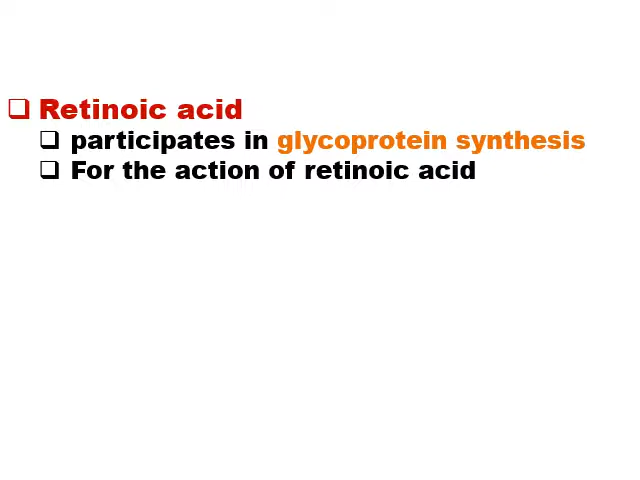 Retinoic acid
participates in glycoprotein synthesis
For the action of retinoic acid